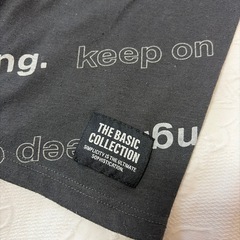 ng. keep on
THE BASIC
COLLECTION
SIMPLICITY IS THE ULTIMATE
SOPHISTICATION.